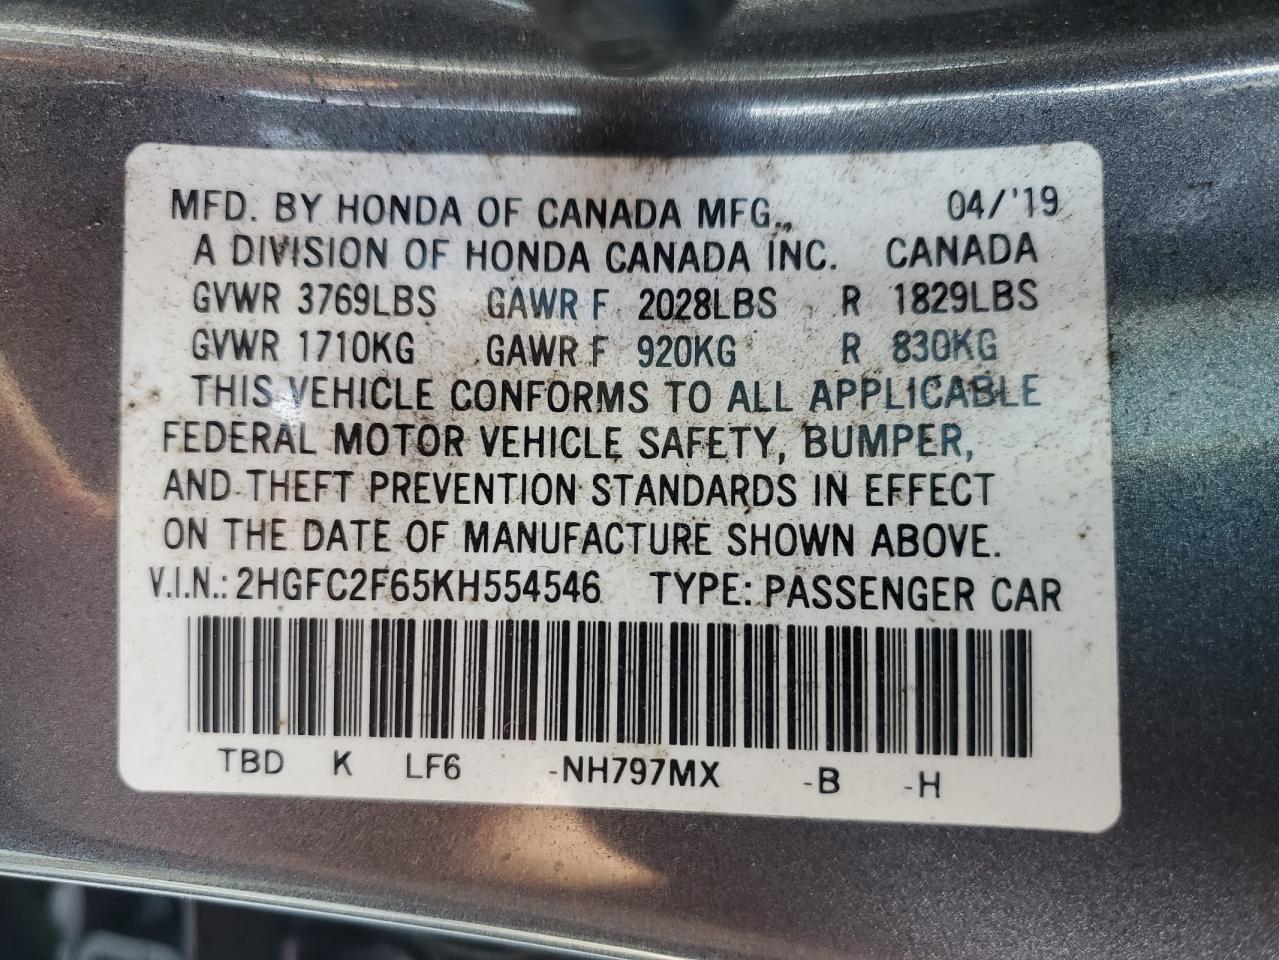 MFD. BY HONDA OF CANADA MFG., 04/'19
A DIVISION OF HONDA CANADA INC. CANADA
GVWR 3769LBS GAWR F 2028LBS R 1829LBS
GVWR 1710KG GAWR F 920KG R 830KG
THIS VEHICLE CONFORMS TO ALL APPLICABLE
FEDERAL MOTOR VEHICLE SAFETY, BUMPER,
AND THEFT PREVENTION STANDARDS IN EFFECT
ON THE DATE OF MANUFACTURE SHOWN ABOVE.
V.I.N.: 2HGFC2F65KH554546 TYPE: PASSENGER CAR
TBD K LF6 -NH797MX -B -H